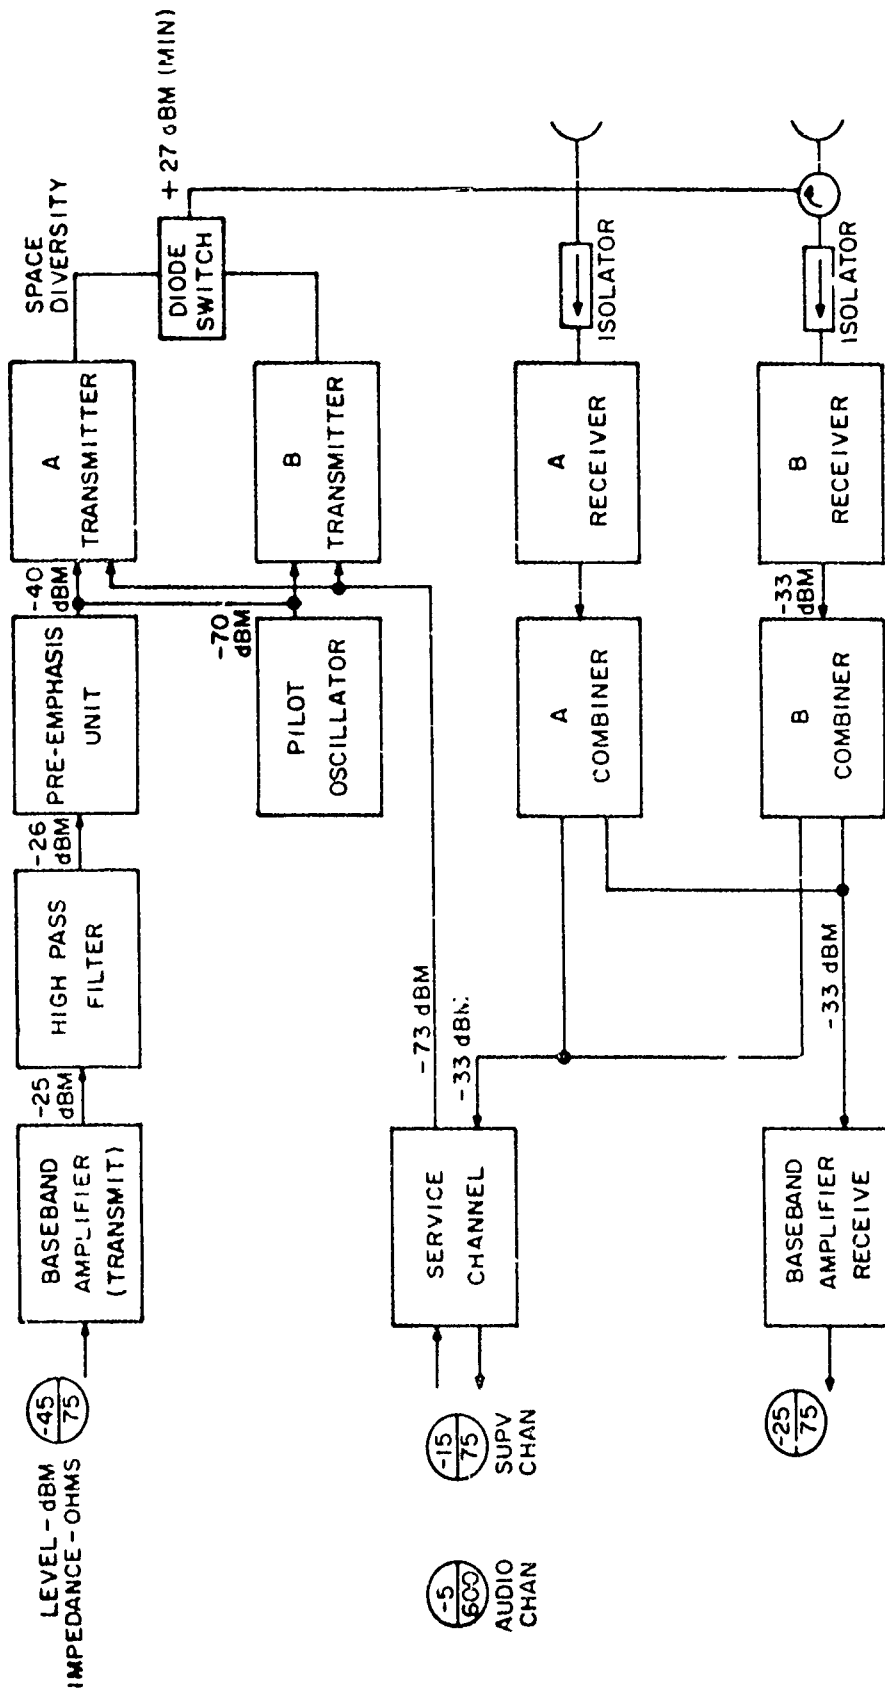 LEVEL - dBM
IMPEDANCE - OHMS
-45
75
BASEBAND
AMPLIFIER
(TRANSMIT)
-25
dBM
HIGH PASS
FILTER
-26
dBM
PRE-EMPHASIS
UNIT
-40
dBM
A
TRANSMITTER
SPACE
DIVERSITY
DIODE
SWITCH
+27 dBM (MIN)
PILOT
OSCILLATOR
-70
dBM
B
TRANSMITTER
-5
600
AUDIO
CHAN
-15
75
SUPV
CHAN
SERVICE
CHANNEL
-73 dBM
-33 dBM
A
COMBINER
A
RECEIVER
ISOLATOR
-25
75
BASEBAND
AMPLIFIER
RECEIVE
-33 dBM
B
COMBINER
-33
dBM
B
RECEIVER
ISOLATOR